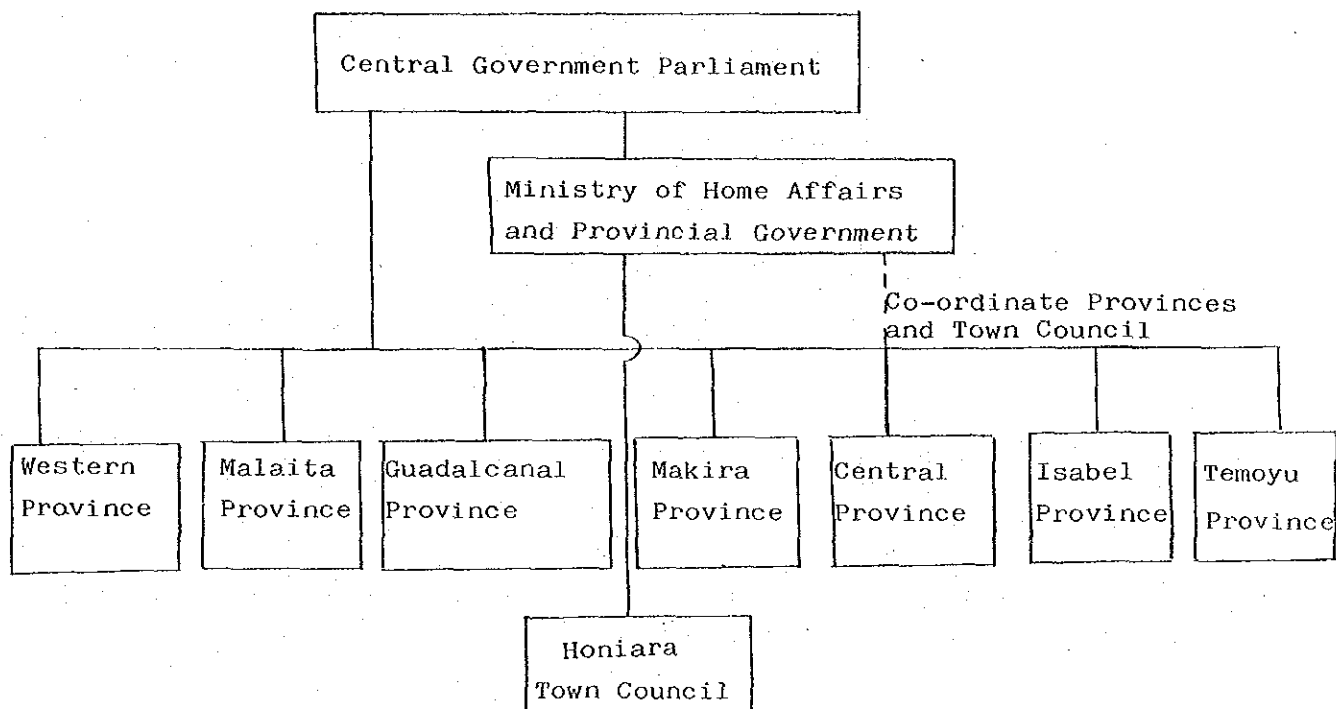 Central Government Parliament
Ministry of Home Affairs
and Provincial Government
Co-ordinate Provinces
and Town Council
Western
Province
Malaita
Province
Guadalcanal
Province
Makira
Province
Central
Province
Isabel
Province
Temoyu
Province
Honiara
Town Council